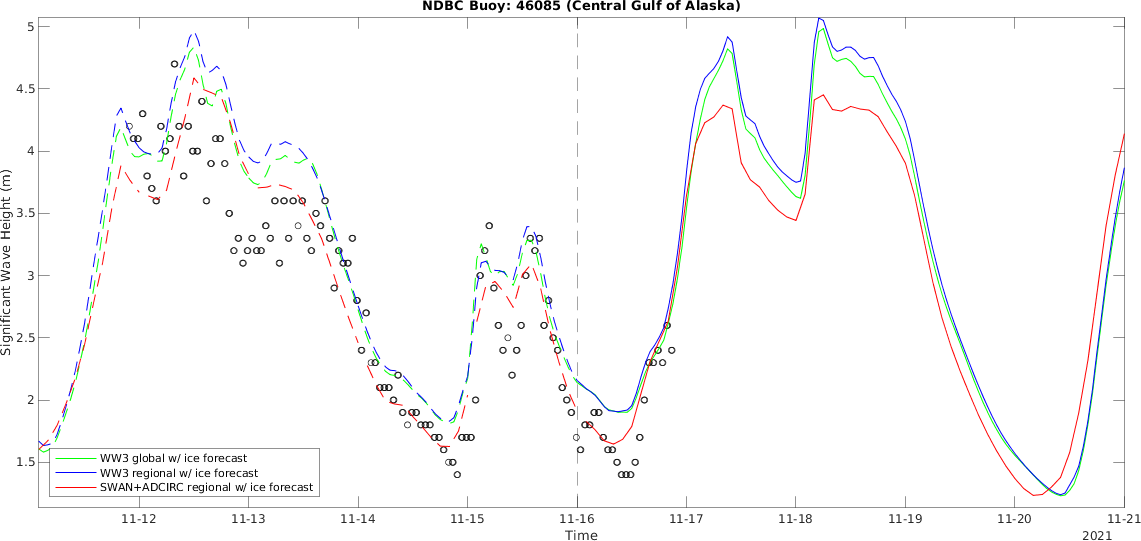 NDBC Buoy: 46085 (Central Gulf of Alaska)
5
4.5
4
3.5
3
2.5
2
1.5
Significant Wave Height (m)
WW3 global w/ ice forecast
WW3 regional w/ ice forecast
SWAN+ADCIRC regional w/ ice forecast
11-12 11-13 11-14 11-15 11-16 11-17 11-18 11-19 11-20 11-21
Time
2021